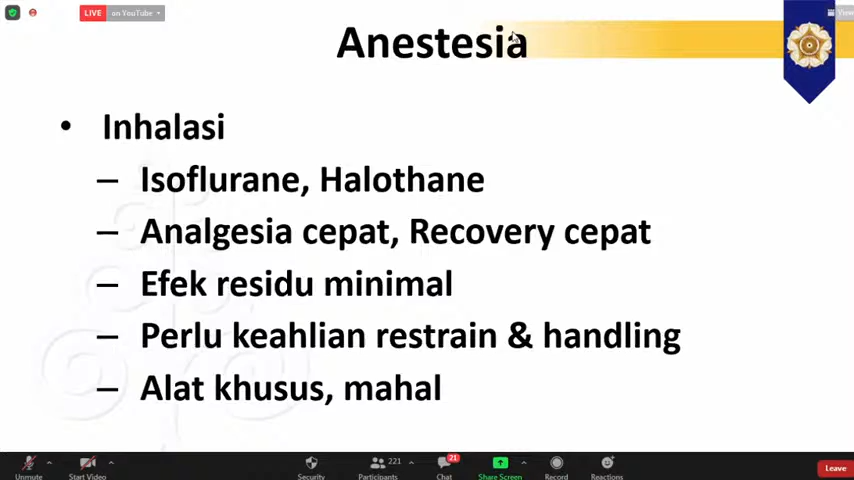 LIVE on YouTube
View
Anestesia
• Inhalasi
– Isoflurane, Halothane
– Analgesia cepat, Recovery cepat
– Efek residu minimal
– Perlu keahlian restrain & handling
– Alat khusus, mahal
221
21
Unmute Start Video Security Participants Chat Share Screen Record Reactions Leave